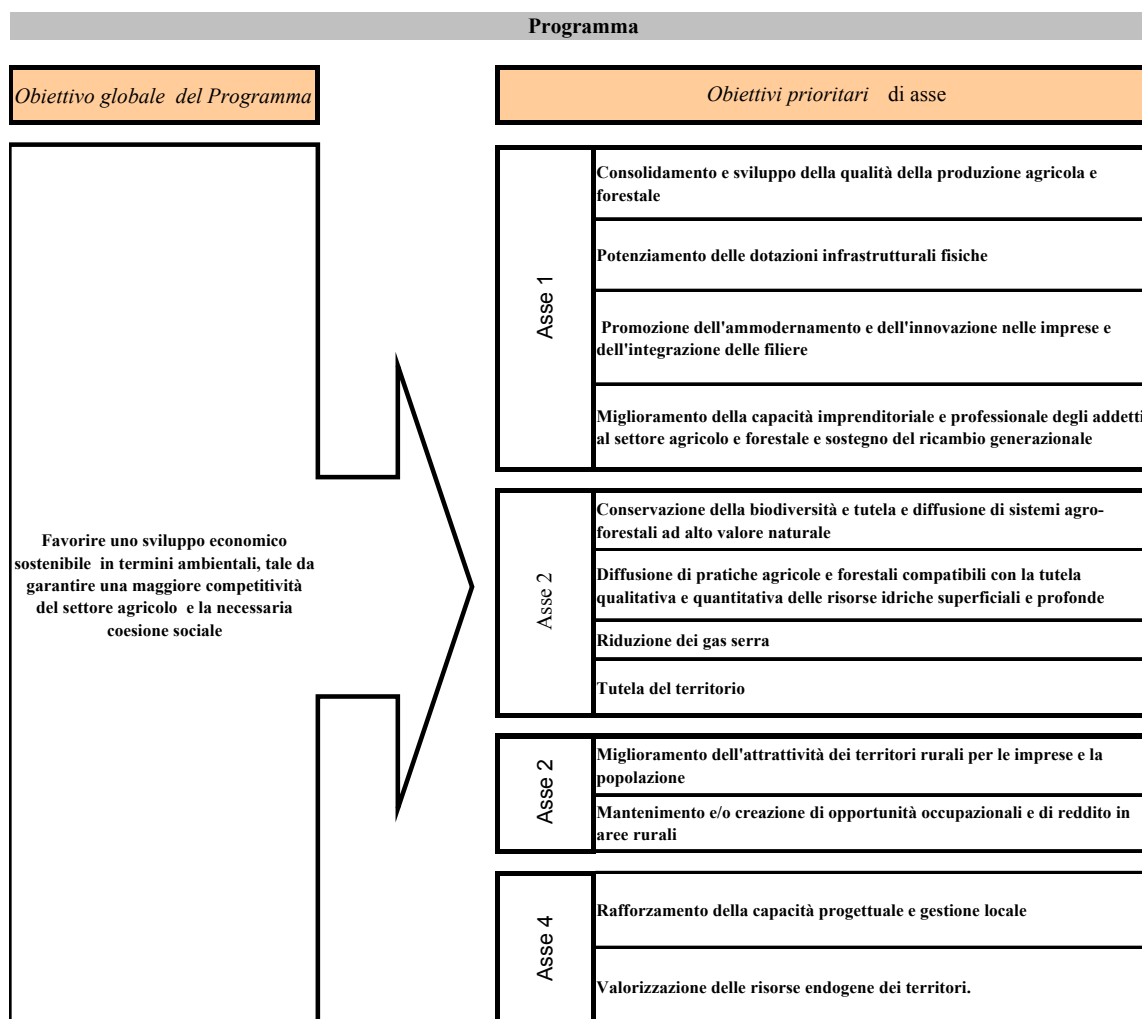 Programma
Obiettivo globale del Programma
Obiettivi prioritari di asse
Favorire uno sviluppo economico
sostenibile in termini ambientali, tale da
garantire una maggiore competitività
del settore agricolo e la necessaria
coesione sociale
Asse 1
Consolidamento e sviluppo della qualità della produzione agricola e
forestale
Potenziamento delle dotazioni infrastrutturali fisiche
Promozione dell'ammodernamento e dell'innovazione nelle imprese e
dell'integrazione delle filiere
Miglioramento della capacità imprenditoriale e professionale degli addetti
al settore agricolo e forestale e sostegno del ricambio generazionale
Asse 2
Conservazione della biodiversità e tutela e diffusione di sistemi agro-
forestali ad alto valore naturale
Diffusione di pratiche agricole e forestali compatibili con la tutela
qualitativa e quantitativa delle risorse idriche superficiali e profonde
Riduzione dei gas serra
Tutela del territorio
Asse 2
Miglioramento dell'attrattività dei territori rurali per le imprese e la
popolazione
Mantenimento e/o creazione di opportunità occupazionali e di reddito in
aree rurali
Asse 4
Rafforzamento della capacità progettuale e gestione locale
Valorizzazione delle risorse endogene dei territori.